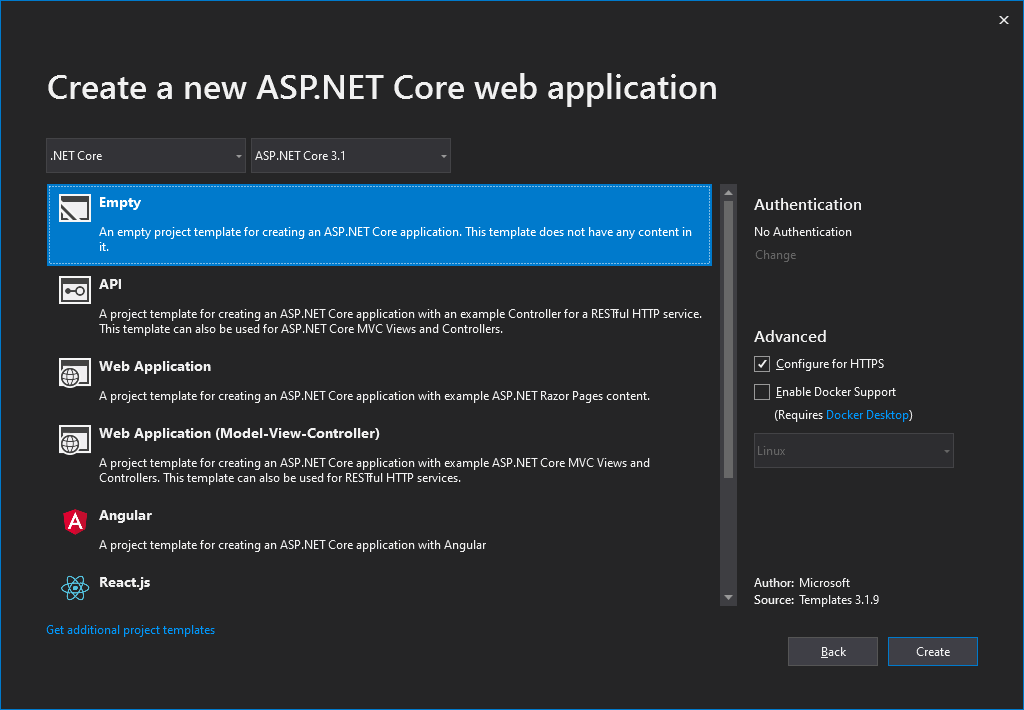 Create a new ASP.NET Core web application
.NET Core
ASP.NET Core 3.1
Empty
An empty project template for creating an ASP.NET Core application. This template does not have any content in
it.
API
A project template for creating an ASP.NET Core application with an example Controller for a RESTful HTTP service.
This template can also be used for ASP.NET Core MVC Views and Controllers.
Web Application
A project template for creating an ASP.NET Core application with example ASP.NET Razor Pages content.
Web Application (Model-View-Controller)
A project template for creating an ASP.NET Core application with example ASP.NET Core MVC Views and
Controllers. This template can also be used for RESTful HTTP services.
Angular
A project template for creating an ASP.NET Core application with Angular
React.js
Get additional project templates
Authentication
No Authentication
Change
Advanced
Configure for HTTPS
Enable Docker Support
(Requires Docker Desktop)
Linux
Author: Microsoft
Source: Templates 3.1.9
Back
Create